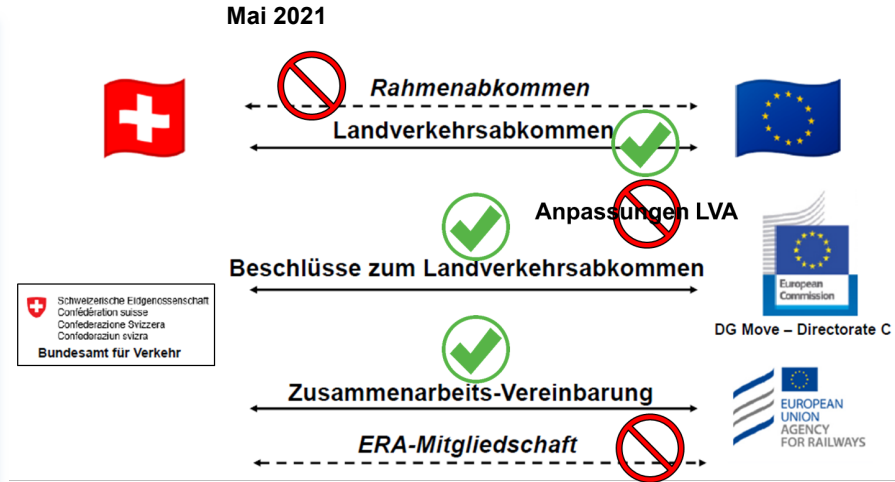 Mai 2021
Rahmenabkommen
Landverkehrsabkommen
Anpassungen LVA
Beschlüsse zum Landverkehrsabkommen
European
Commission
DG Move – Directorate C
Schweizerische Eidgenossenschaft
Confédération suisse
Confederazione Svizzera
Confederaziun svizra
Bundesamt für Verkehr
Zusammenarbeits-Vereinbarung
EUROPEAN
UNION
AGENCY
FOR RAILWAYS
ERA-Mitgliedschaft